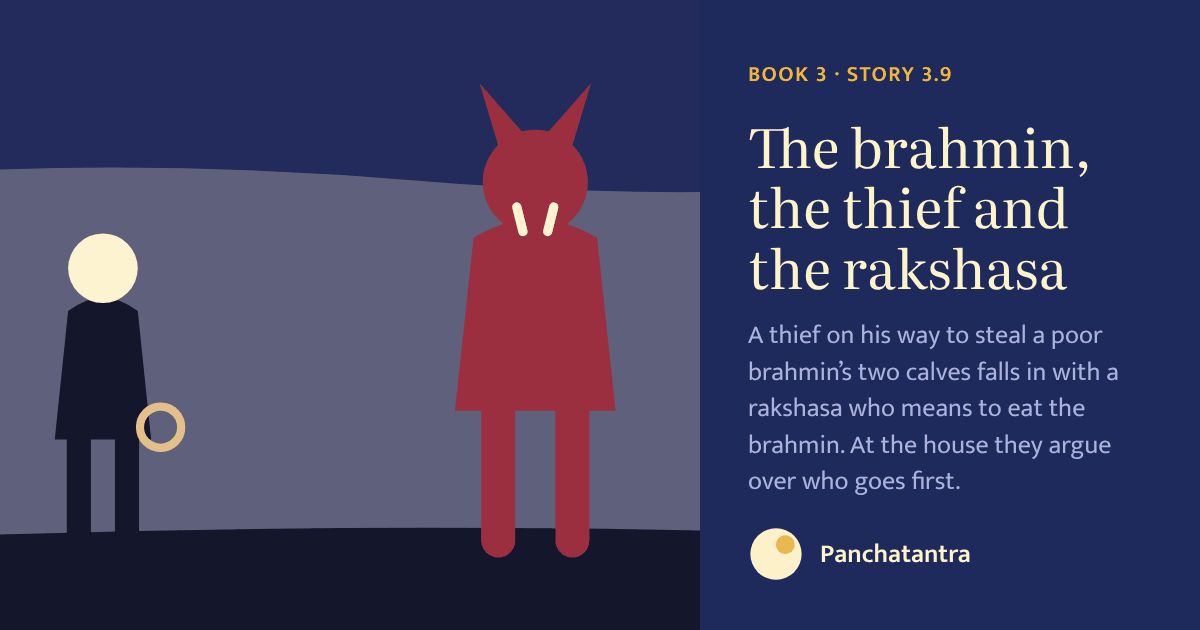 BOOK 3 · STORY 3.9
The brahmin,
the thief and
the rakshasa
A thief on his way to steal a poor
brahmin’s two calves falls in with a
rakshasa who means to eat the
brahmin. At the house they argue
over who goes first.
Panchatantra